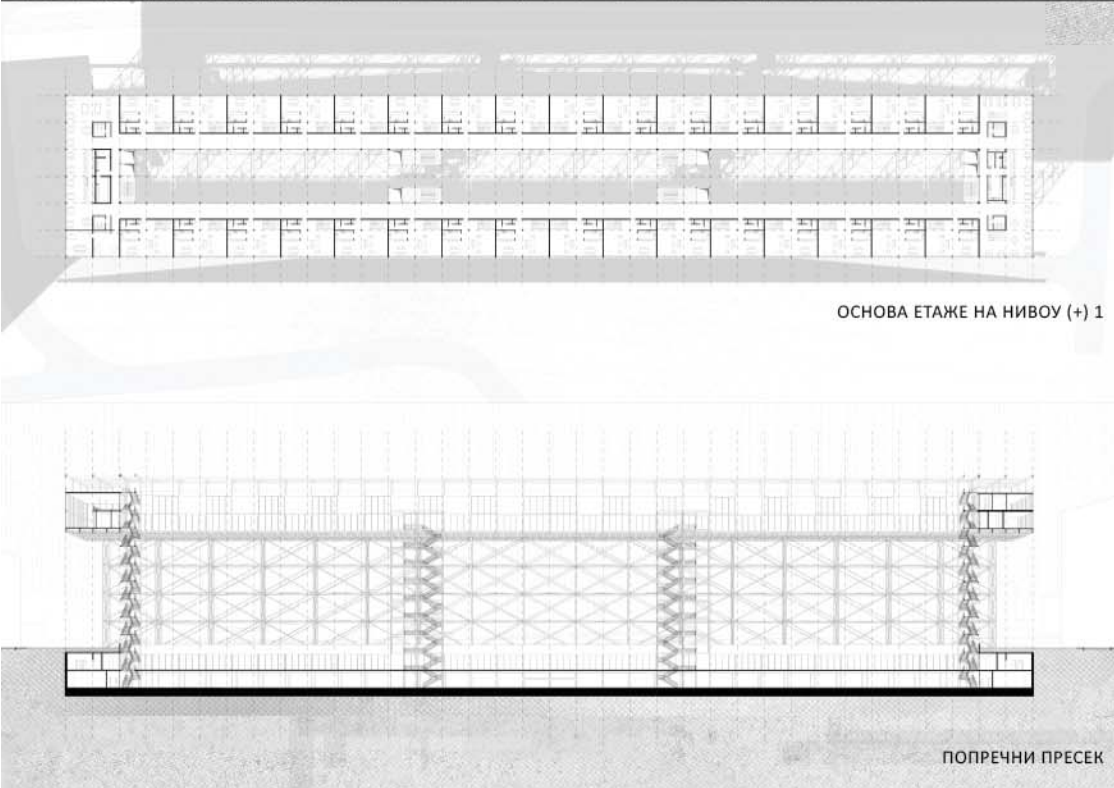 ОСНОВА ЕТАЖЕ НА НИВОУ (+) 1
ПОПРЕЧНИ ПРЕСЕК